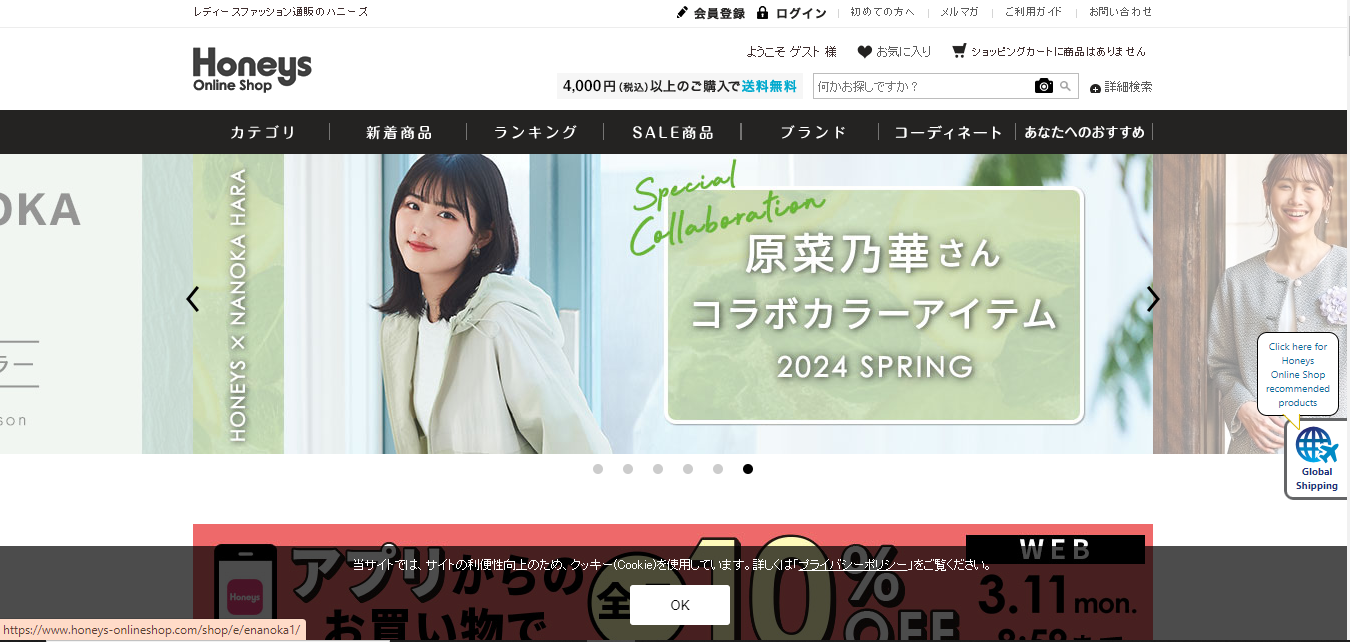 レディースファッション通販のハニーズ
会員登録 ログイン 初めての方へ メルマガ ご利用ガイド お問い合わせ
Honeys
Online Shop
ようこそ ゲスト 様 お気に入り ショッピングカートに商品はありません
4,000円(税込)以上のご購入で送料無料 何かお探しですか? 詳細検索
カテゴリ 新着商品 ランキング SALE商品 ブランド コーディネート あなたへのおすすめ
OKA
ラー
son
HONEYS × NANOKA HARA
Special
Collaboration
原菜乃華さん
コラボカラーアイテム
2024 SPRING
Click here for
Honeys
Online Shop
recommended
products
Global
Shipping
アプリからの
お買い物で
Honeys
全
10%
OFF
WEB
3.11mon.
8:59まで
当サイトでは、サイトの利便性向上のため、クッキー(Cookie)を使用しています。詳しくは「プライバシーポリシー」をご覧ください。
OK
https://www.honeys-onlineshop.com/shop/e/enanoka1/